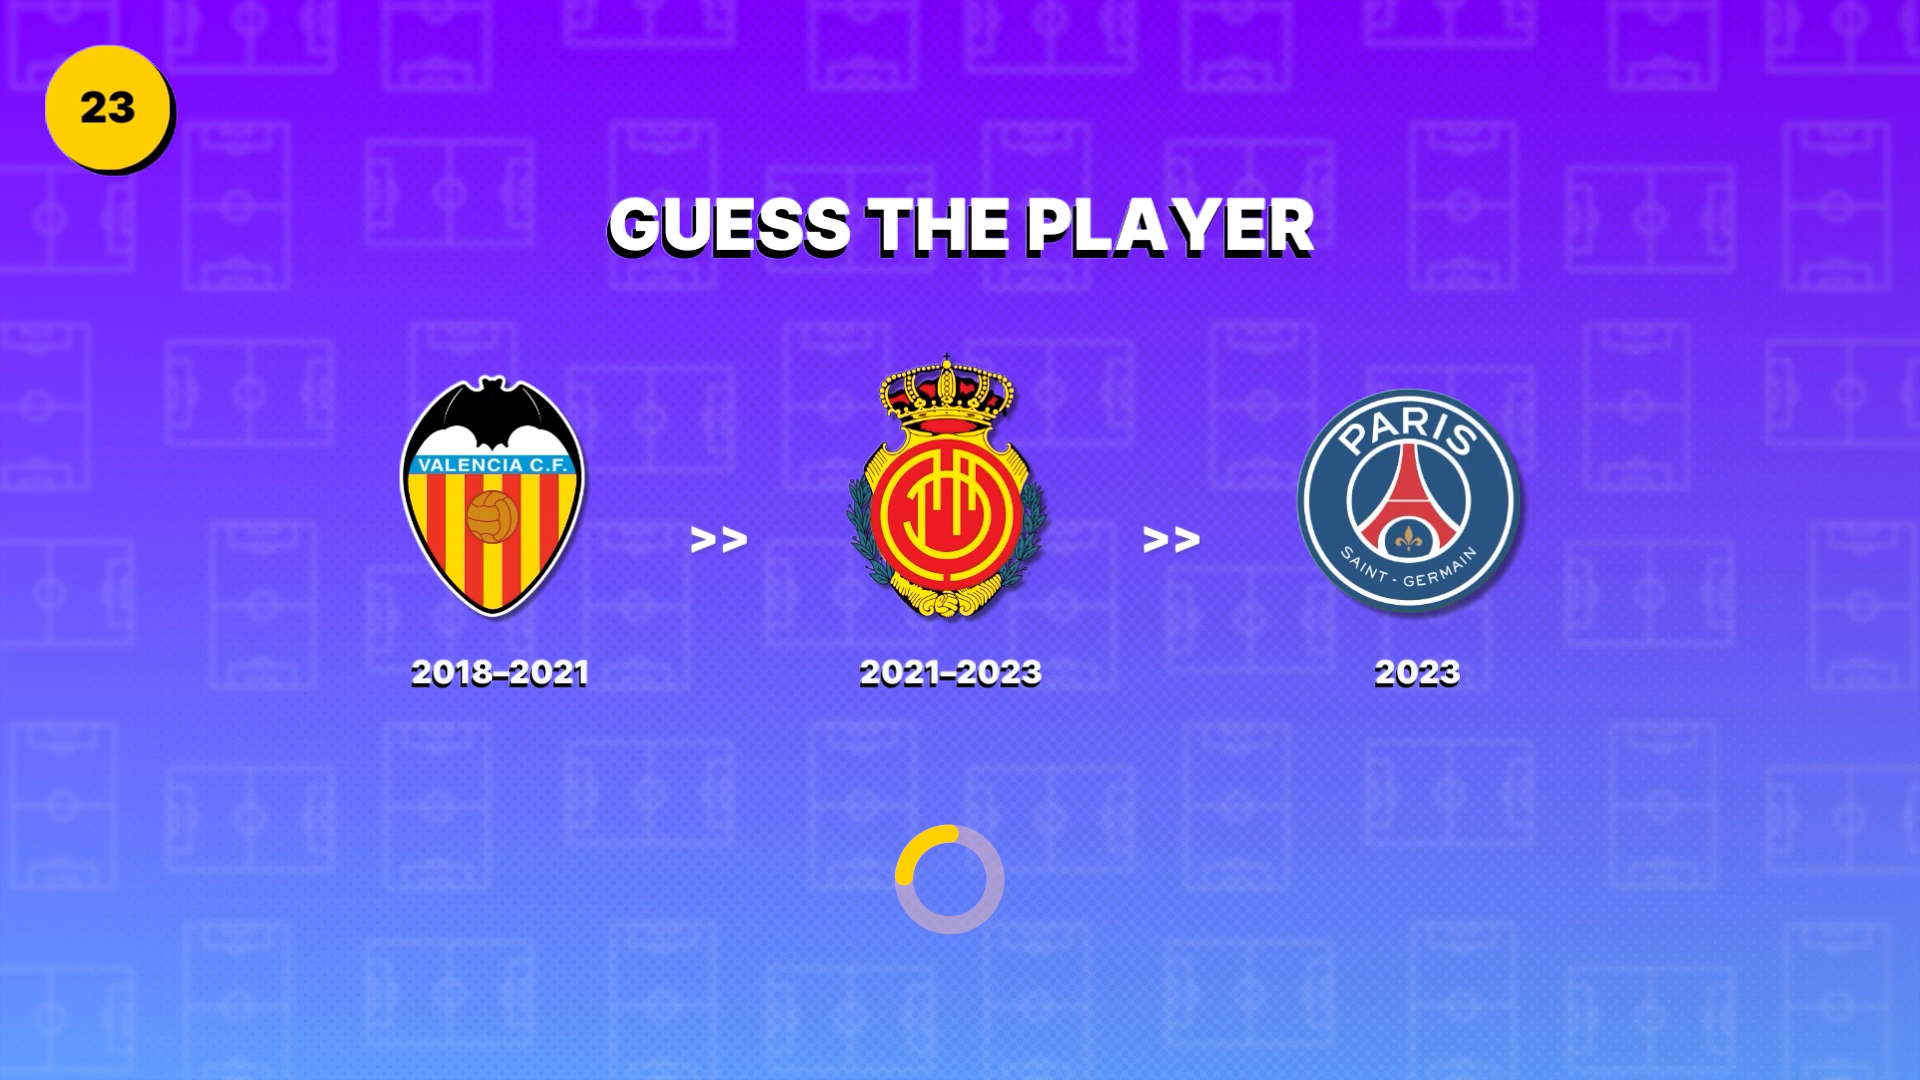 23
GUESS THE PLAYER
VALENCIA C.F.
PARIS
SAINT - GERMAIN
>>
>>
2018–2021
2021–2023
2023